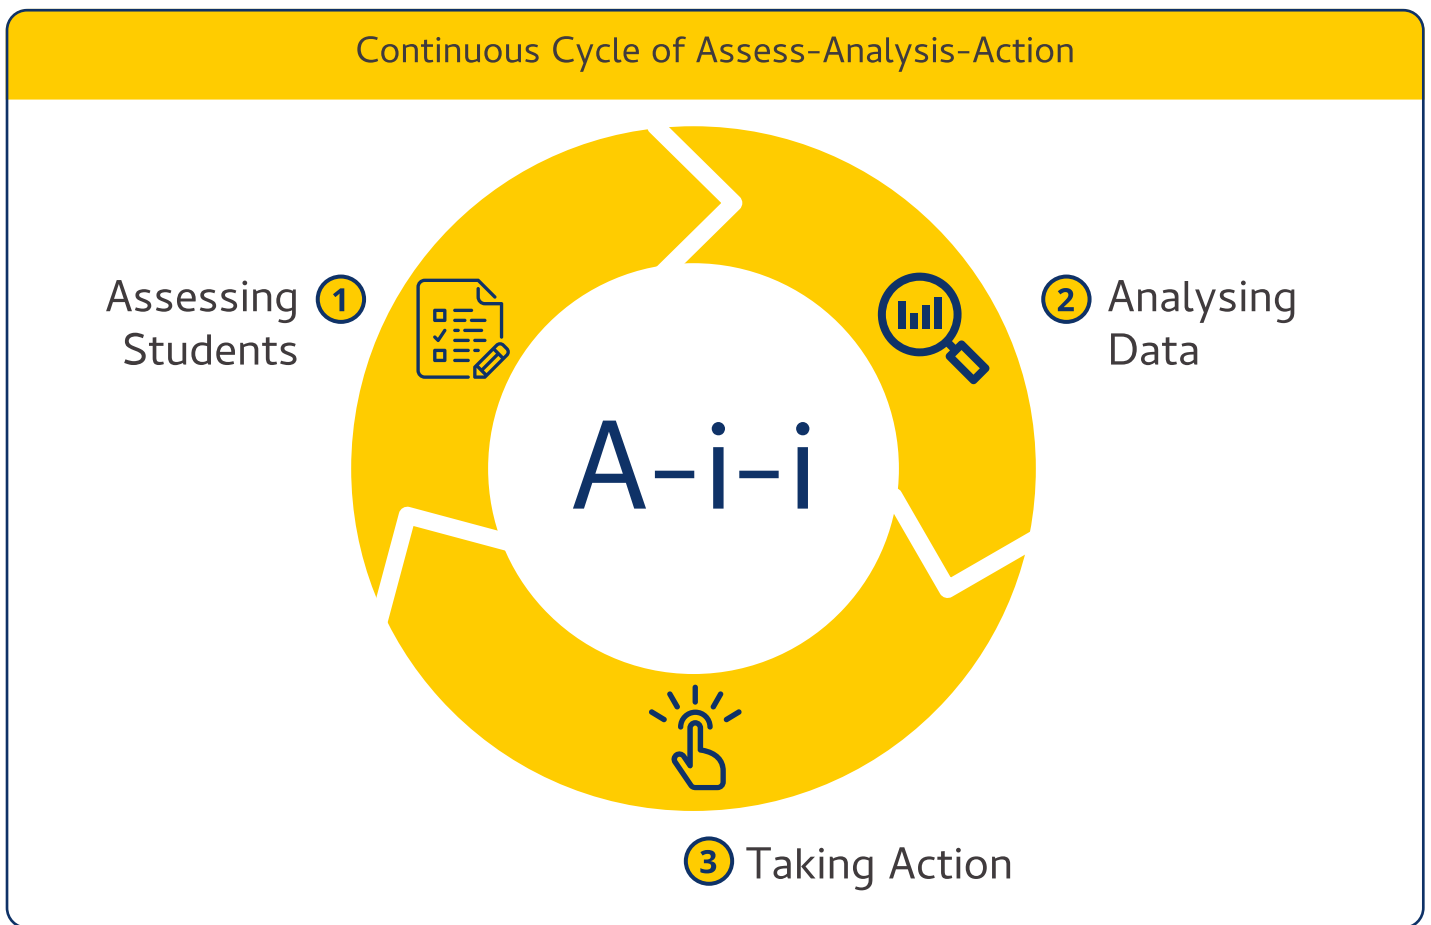 Continuous Cycle of Assess-Analysis-Action
Assessing
Students
1
2
Analysing
Data
A-i-i
3 Taking Action